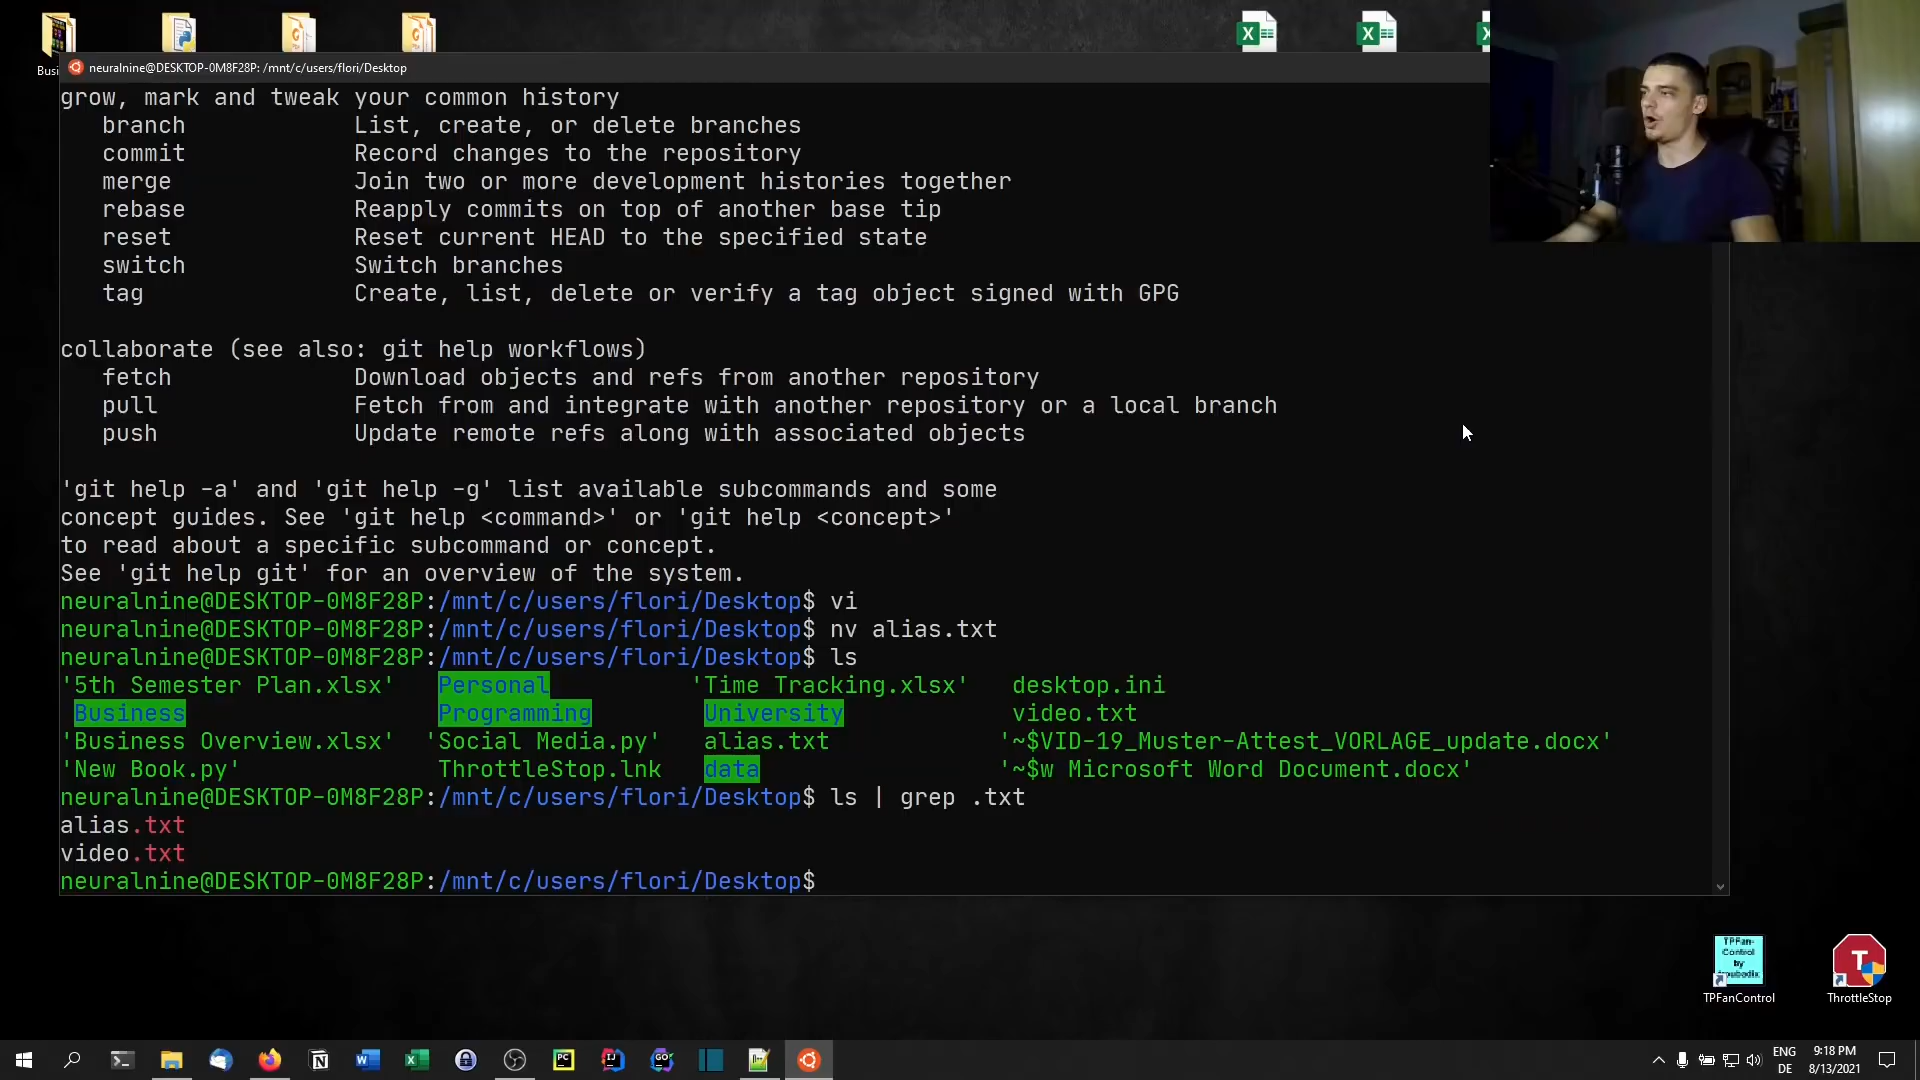 Busi
neuralnine@DESKTOP-0M8F28P: /mnt/c/users/flori/Desktop
grow, mark and tweak your common history
branch List, create, or delete branches
commit Record changes to the repository
merge Join two or more development histories together
rebase Reapply commits on top of another base tip
reset Reset current HEAD to the specified state
switch Switch branches
tag Create, list, delete or verify a tag object signed with GPG
collaborate (see also: git help workflows)
fetch Download objects and refs from another repository
pull Fetch from and integrate with another repository or a local branch
push Update remote refs along with associated objects
'git help -a' and 'git help -g' list available subcommands and some
concept guides. See 'git help <command>' or 'git help <concept>'
to read about a specific subcommand or concept.
See 'git help git' for an overview of the system.
neuralnine@DESKTOP-0M8F28P:/mnt/c/users/flori/Desktop$ vi
neuralnine@DESKTOP-0M8F28P:/mnt/c/users/flori/Desktop$ nv alias.txt
neuralnine@DESKTOP-0M8F28P:/mnt/c/users/flori/Desktop$ ls
'5th Semester Plan.xlsx' Personal 'Time Tracking.xlsx' desktop.ini
Business Programming University video.txt
'Business Overview.xlsx' 'Social Media.py' alias.txt '~$VID-19_Muster-Attest_VORLAGE_update.docx'
'New Book.py' ThrottleStop.lnk data '~$w Microsoft Word Document.docx'
neuralnine@DESKTOP-0M8F28P:/mnt/c/users/flori/Desktop$ ls | grep .txt
alias.txt
video.txt
neuralnine@DESKTOP-0M8F28P:/mnt/c/users/flori/Desktop$
TPFan-
Control
by
troubadix
TPFanControl
T
ThrottleStop
PC
IJ
GO
ENG
DE
9:18 PM
8/13/2021